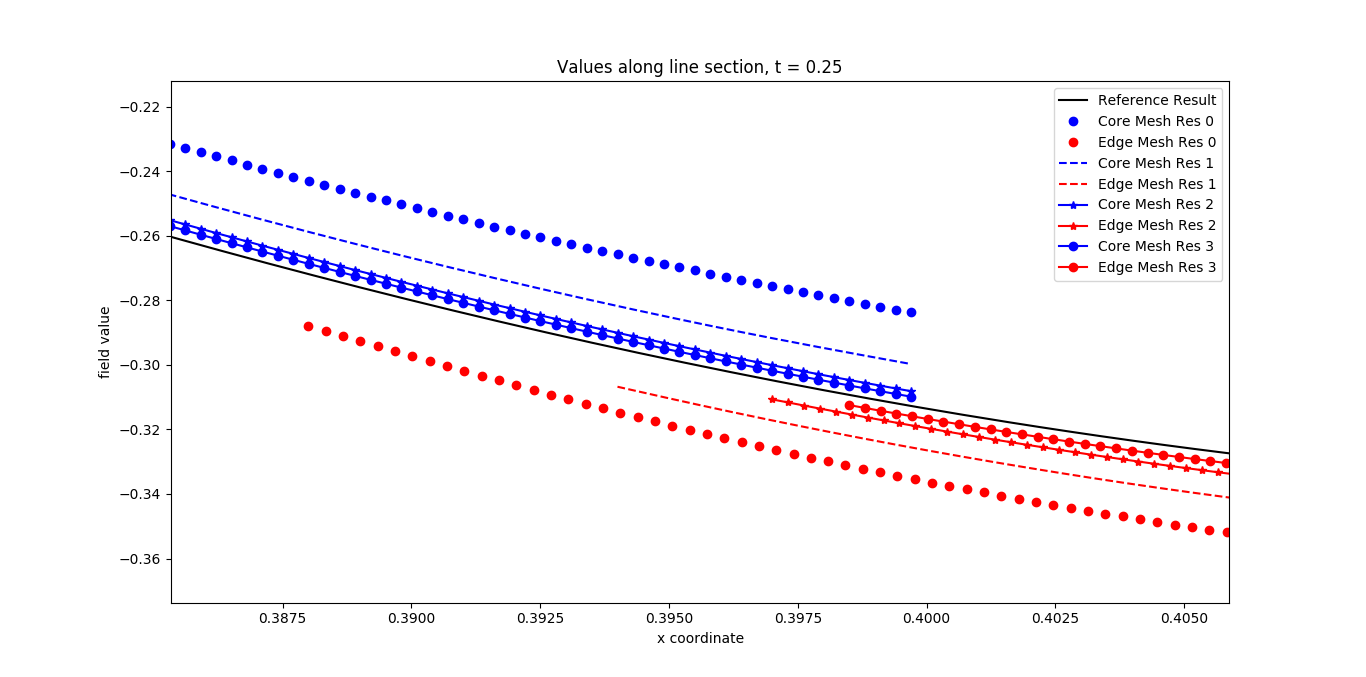 Values along line section, t = 0.25
−0.22
−0.24
−0.26
−0.28
−0.30
−0.32
−0.34
−0.36
field value
0.3875
0.3900
0.3925
0.3950
0.3975
0.4000
0.4025
0.4050
x coordinate
Reference Result
Core Mesh Res 0
Edge Mesh Res 0
Core Mesh Res 1
Edge Mesh Res 1
Core Mesh Res 2
Edge Mesh Res 2
Core Mesh Res 3
Edge Mesh Res 3